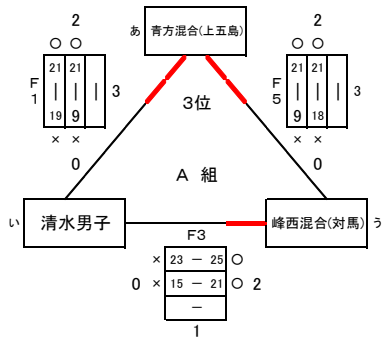 あ 青方混合(上五島)
2
○ ○
F1
21 21
| | |
19 9
× ×
0
3
2
○ ○
F5
21 21
| | |
9 18
× ×
0
3
3位
A 組
い 清水男子
峰西混合(対馬) う
F3
× 23 － 25 ○
0 × 15 － 21 ○ 2
－
1